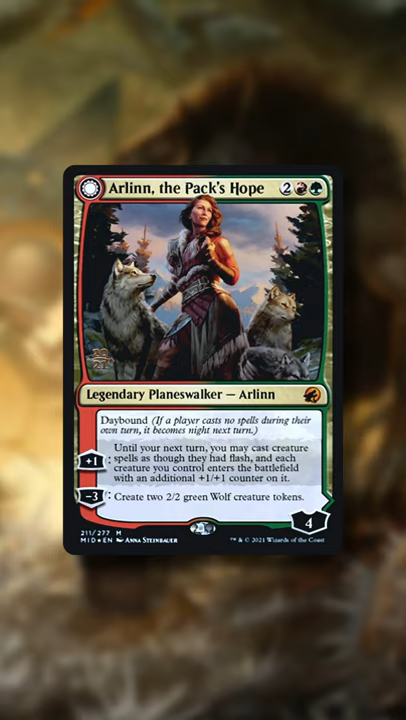 Arlinn, the Pack's Hope 2
Legendary Planeswalker — Arlinn
Daybound (If a player casts no spells during their
own turn, it becomes night next turn.)
+1: Until your next turn, you may cast creature
spells as though they had flash, and each
creature you control enters the battlefield
with an additional +1/+1 counter on it.
−3: Create two 2/2 green Wolf creature tokens.
4
211/277 M
MID EN Anna Steinbauer
™ & © 2021 Wizards of the Coast